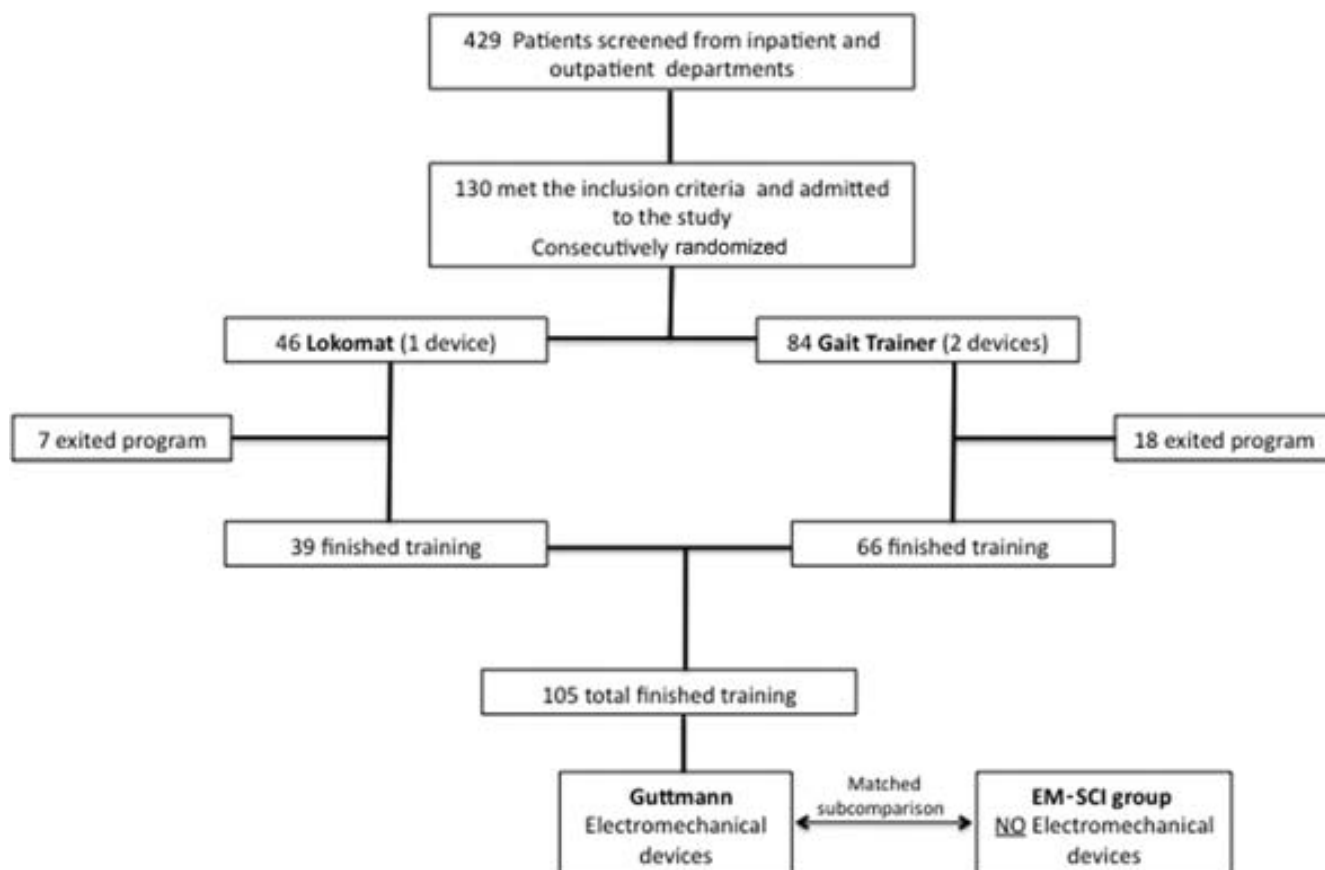 429 Patients screened from inpatient and
outpatient departments
130 met the inclusion criteria and admitted
to the study
Consecutively randomized
46 Lokomat (1 device)
84 Gait Trainer (2 devices)
7 exited program
18 exited program
39 finished training
66 finished training
105 total finished training
Guttmann
Electromechanical
devices
Matched
subcomparison
EM-SCI group
NO Electromechanical
devices